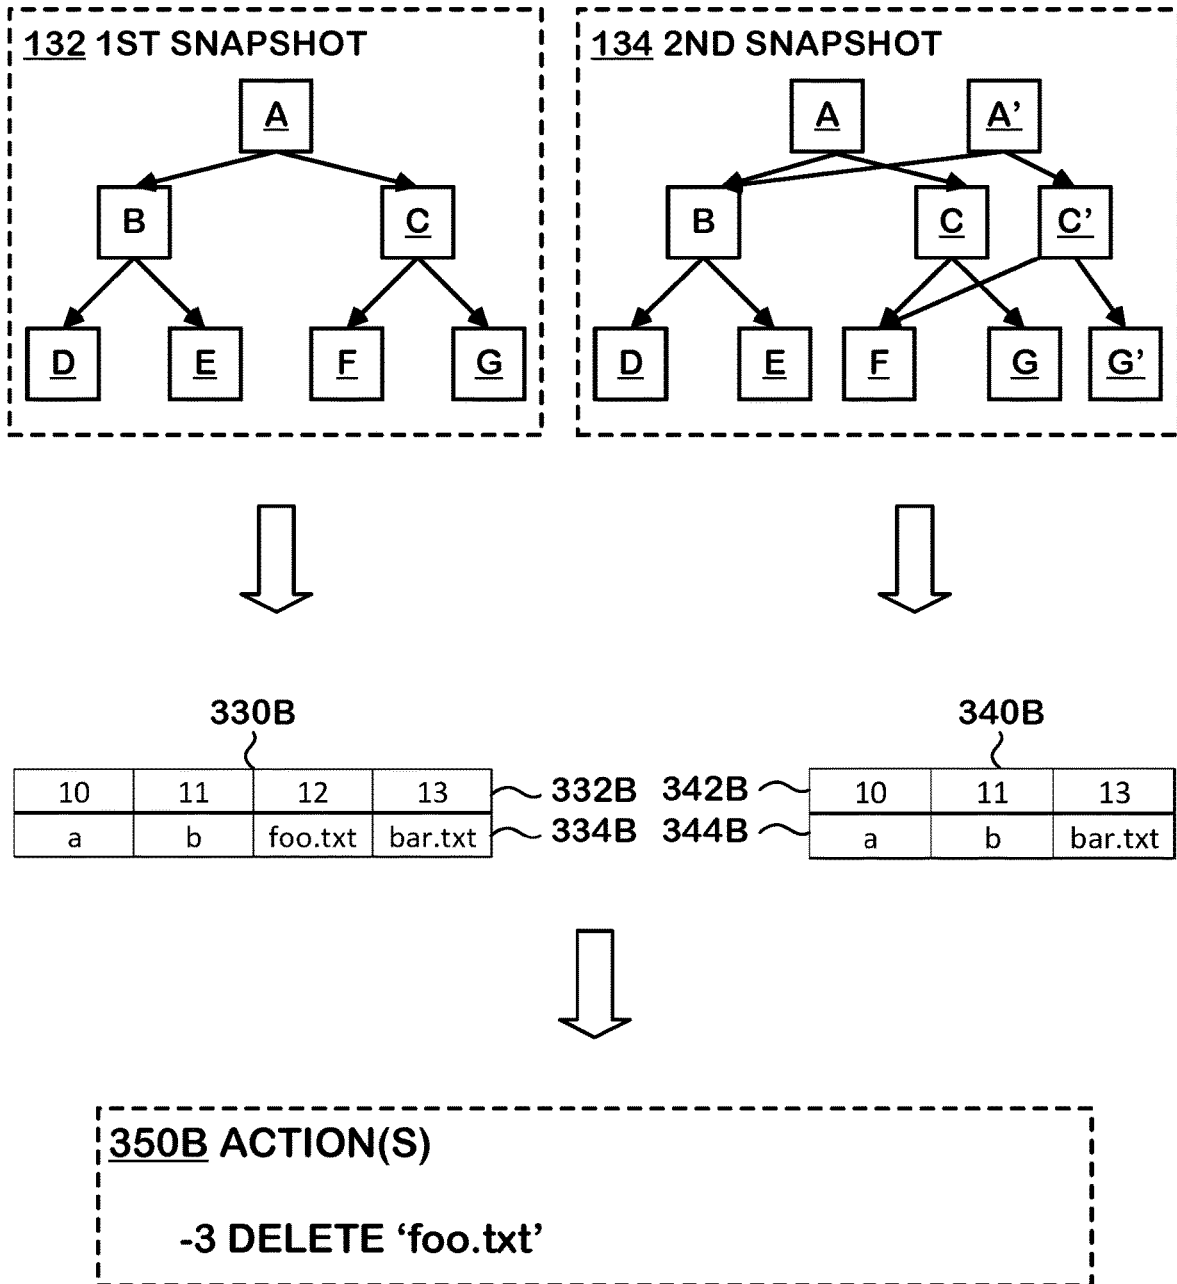 132 1ST SNAPSHOT
A
B C
D E F G
134 2ND SNAPSHOT
A A’
B C C’
D E F G G’
330B
10 11 12 13
a b foo.txt bar.txt
332B
334B
340B
342B
344B
10 11 13
a b bar.txt
350B ACTION(S)
-3 DELETE ‘foo.txt’